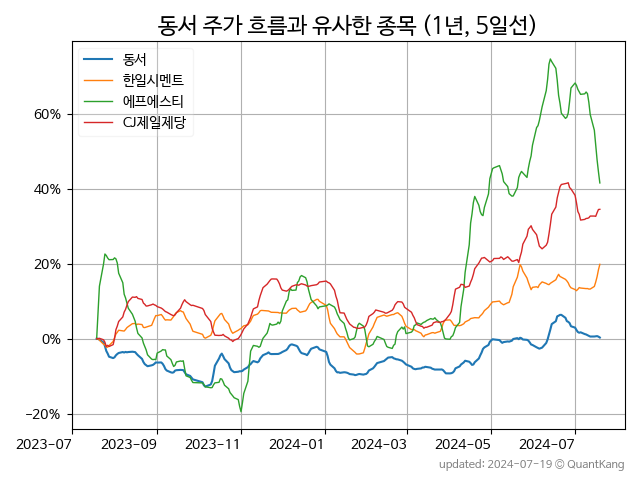 동서 주가 흐름과 유사한 종목 (1년, 5일선)
동서
한일시멘트
에프에스티
CJ제일제당
60%
40%
20%
0%
−20%
2023-07 2023-09 2023-11 2024-01 2024-03 2024-05 2024-07
updated: 2024-07-19 © QuantKang